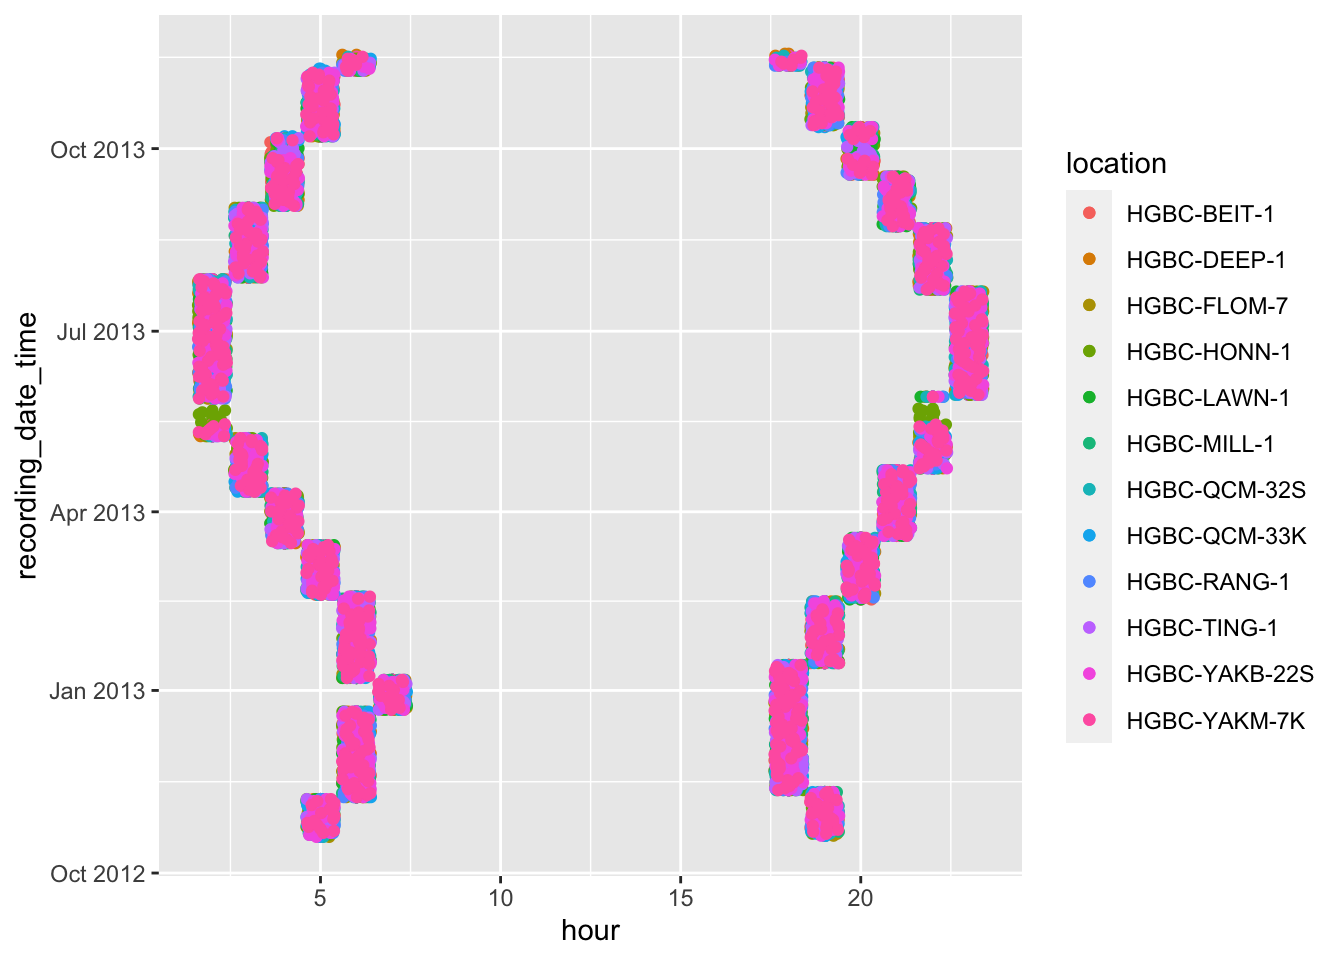 recording_date_time
Oct 2013
Jul 2013
Apr 2013
Jan 2013
Oct 2012
5
10
15
20
hour
location
HGBC-BEIT-1
HGBC-DEEP-1
HGBC-FLOM-7
HGBC-HONN-1
HGBC-LAWN-1
HGBC-MILL-1
HGBC-QCM-32S
HGBC-QCM-33K
HGBC-RANG-1
HGBC-TING-1
HGBC-YAKB-22S
HGBC-YAKM-7K